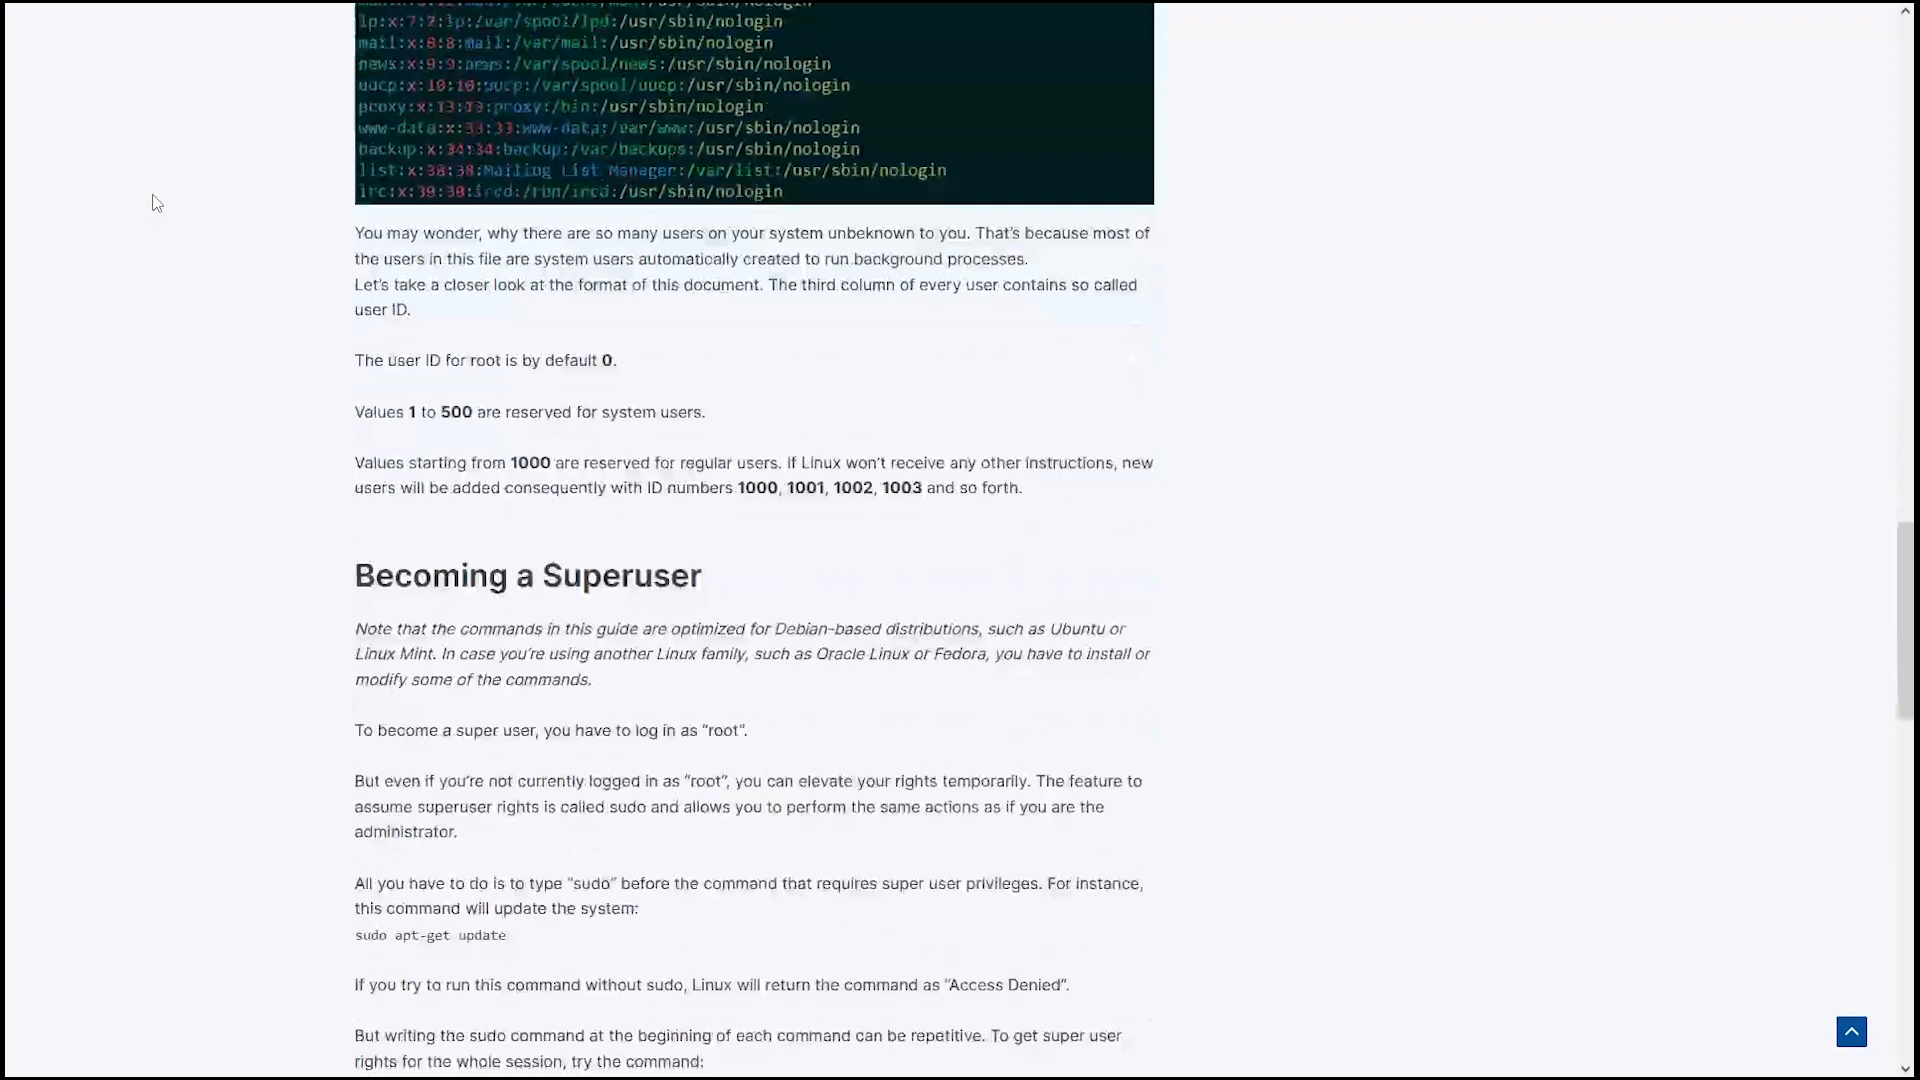 lp:x:7:7:lp:/var/spool/lpd:/usr/sbin/nologin
mail:x:8:8:mail:/var/mail:/usr/sbin/nologin
news:x:9:9:news:/var/spool/news:/usr/sbin/nologin
uucp:x:10:10:uucp:/var/spool/uucp:/usr/sbin/nologin
proxy:x:13:13:proxy:/bin:/usr/sbin/nologin
www-data:x:33:33:www-data:/var/www:/usr/sbin/nologin
backup:x:34:34:backup:/var/backups:/usr/sbin/nologin
list:x:38:38:Mailing List Manager:/var/list:/usr/sbin/nologin
irc:x:39:39:ircd:/run/ircd:/usr/sbin/nologin
You may wonder, why there are so many users on your system unbeknown to you. That's because most of
the users in this file are system users automatically created to run background processes.
Let's take a closer look at the format of this document. The third column of every user contains so called
user ID.
The user ID for root is by default 0.
Values 1 to 500 are reserved for system users.
Values starting from 1000 are reserved for regular users. If Linux won't receive any other instructions, new
users will be added consequently with ID numbers 1000, 1001, 1002, 1003 and so forth.
Becoming a Superuser
Note that the commands in this guide are optimized for Debian-based distributions, such as Ubuntu or
Linux Mint. In case you're using another Linux family, such as Oracle Linux or Fedora, you have to install or
modify some of the commands.
To become a super user, you have to log in as “root”.
But even if you're not currently logged in as “root”, you can elevate your rights temporarily. The feature to
assume superuser rights is called sudo and allows you to perform the same actions as if you are the
administrator.
All you have to do is to type “sudo” before the command that requires super user privileges. For instance,
this command will update the system:
sudo apt-get update
If you try to run this command without sudo, Linux will return the command as “Access Denied”.
But writing the sudo command at the beginning of each command can be repetitive. To get super user
rights for the whole session, try the command: